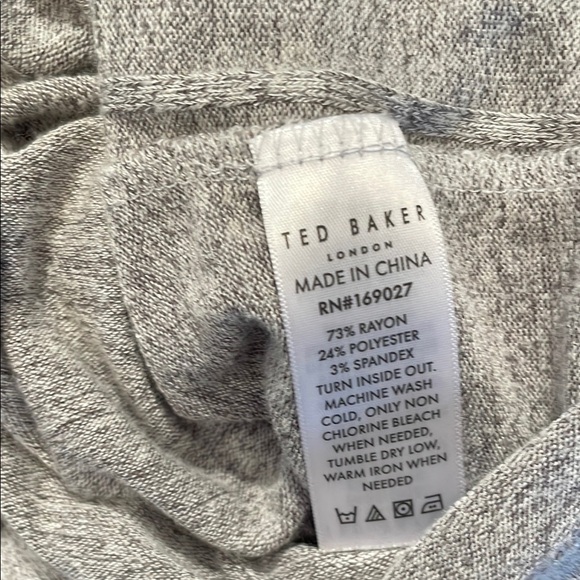 TED BAKER
LONDON
MADE IN CHINA
RN#169027
73% RAYON
24% POLYESTER
3% SPANDEX
TURN INSIDE OUT.
MACHINE WASH
COLD, ONLY NON
CHLORINE BLEACH
WHEN NEEDED,
TUMBLE DRY LOW,
WARM IRON WHEN
NEEDED